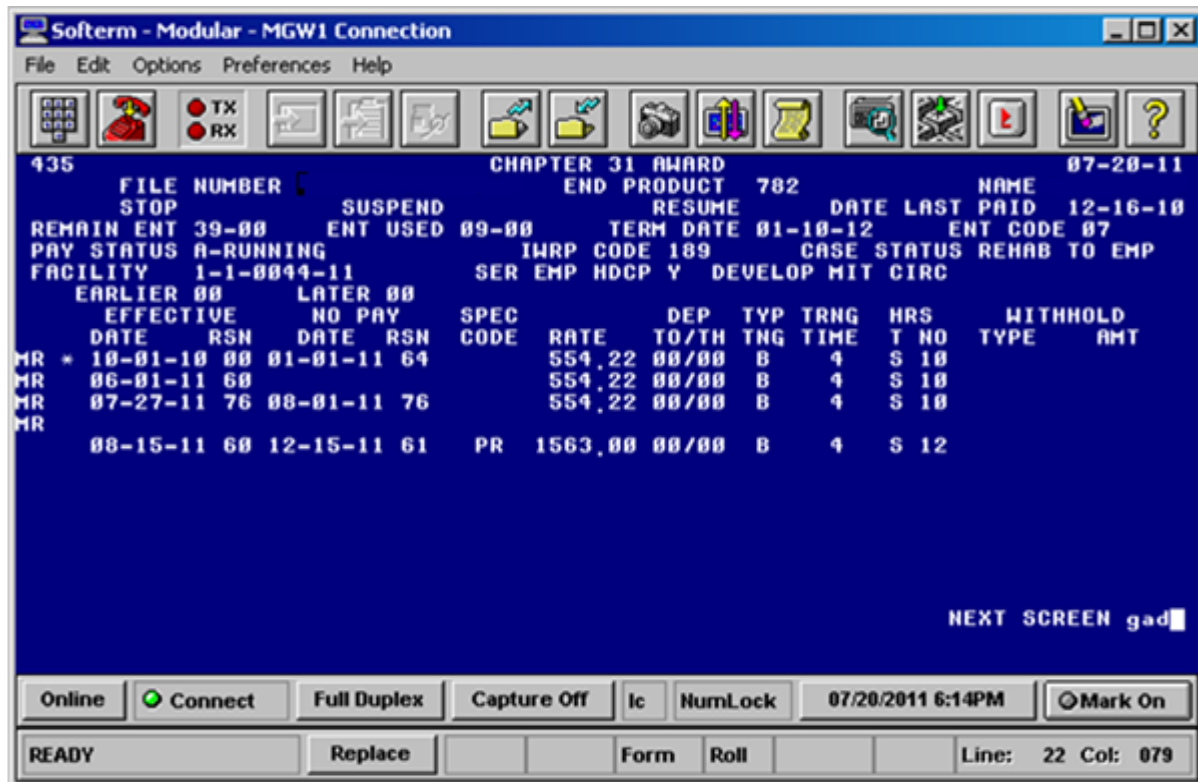 Softerm - Modular - MGW1 Connection
File Edit Options Preferences Help
TX
RX
435 CHAPTER 31 AWARD 07-20-11
FILE NUMBER END PRODUCT 782 NAME
STOP SUSPEND RESUME DATE LAST PAID 12-16-10
REMAIN ENT 39-00 ENT USED 09-00 TERM DATE 01-10-12 ENT CODE 07
PAY STATUS A-RUNNING IWRP CODE 189 CASE STATUS REHAB TO EMP
FACILITY 1-1-0044-11 SER EMP HDCP Y DEVELOP MIT CIRC
EARLIER 00 LATER 00
EFFECTIVE NO PAY SPEC DEP TYP TRNG HRS WITHHOLD
DATE RSN DATE RSN CODE RATE TO/TH TNG TIME T NO TYPE AMT
MR * 10-01-10 00 01-01-11 64 554.22 00/00 B 4 S 10
MR 06-01-11 60 554.22 00/00 B 4 S 10
MR 07-27-11 76 08-01-11 76 554.22 00/00 B 4 S 10
MR
08-15-11 60 12-15-11 61 PR 1563.00 00/00 B 4 S 12
NEXT SCREEN gad
Online Connect Full Duplex Capture Off lc NumLock 07/20/2011 6:14PM Mark On
READY Replace Form Roll Line: 22 Col: 079